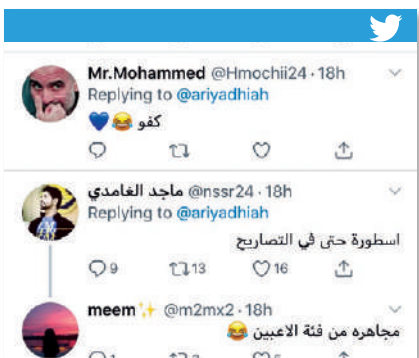 Mr.Mohammed @Hmochii24 · 18h
Replying to @ariyadhiah
كفو 😂💙
ماجد الغامدي @nssr24 · 18h
Replying to @ariyadhiah
اسطورة حتى في التصاريح
9 13 16
meem ✨ @m2mx2 · 18h
مجاهره من فئة الاعبين 😂